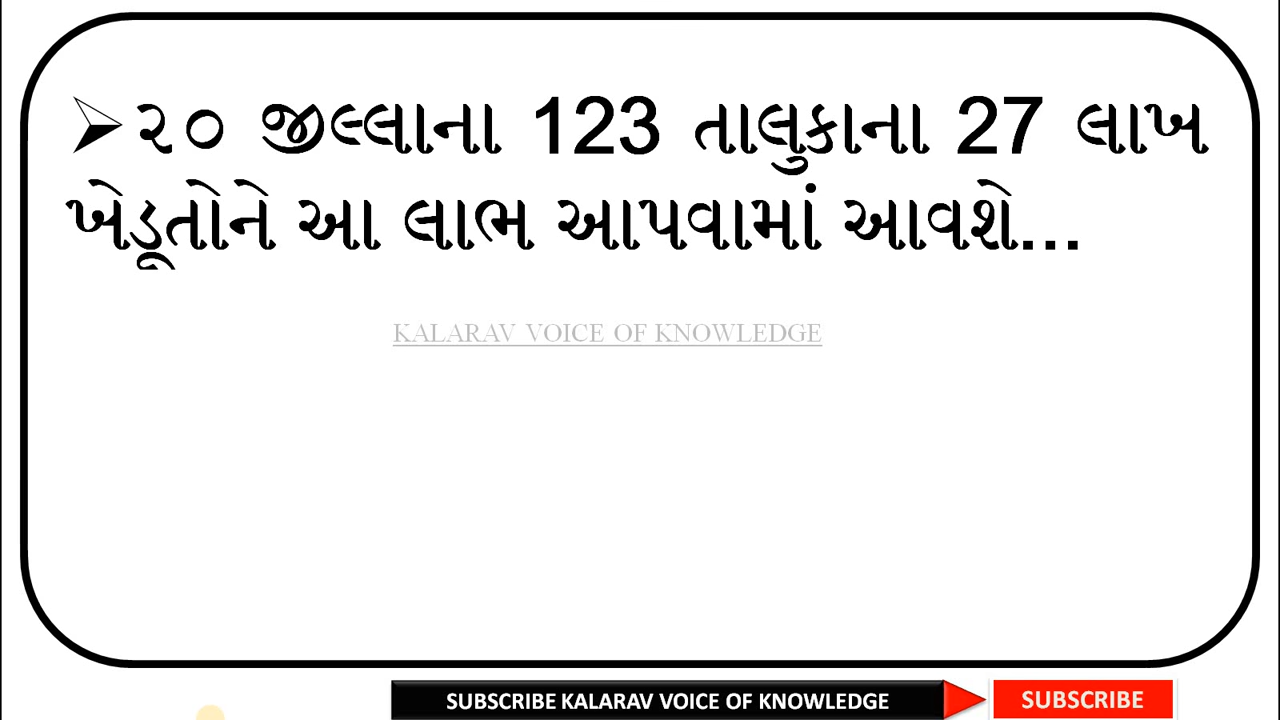 ➢૨૦ જીલ્લાના 123 તાલુકાના 27 લાખ
ખેડૂતોને આ લાભ આપવામાં આવશે...
KALARAV VOICE OF KNOWLEDGE
SUBSCRIBE KALARAV VOICE OF KNOWLEDGE
SUBSCRIBE